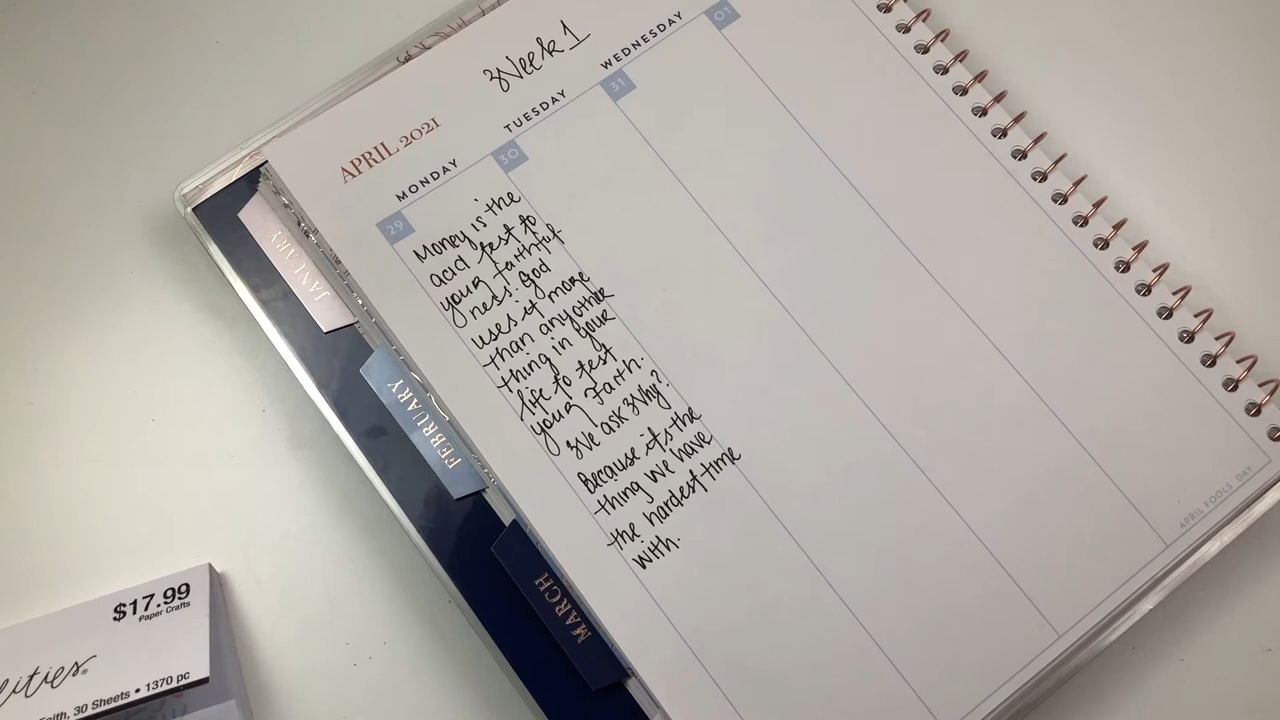 Week 1
APRIL 2021
MONDAY
TUESDAY
WEDNESDAY
29
30
31
01
Money is the
acid test to
your faithful
ness. God
uses it more
than any other
thing in your
life to test
your Faith.
We ask Why?
Because its the
thing we have
the hardest time
with.
APRIL FOOLS DAY
JANUARY
FEBRUARY
MARCH
$17.99
Paper Crafts
Faith, 30 Sheets • 1370 pc